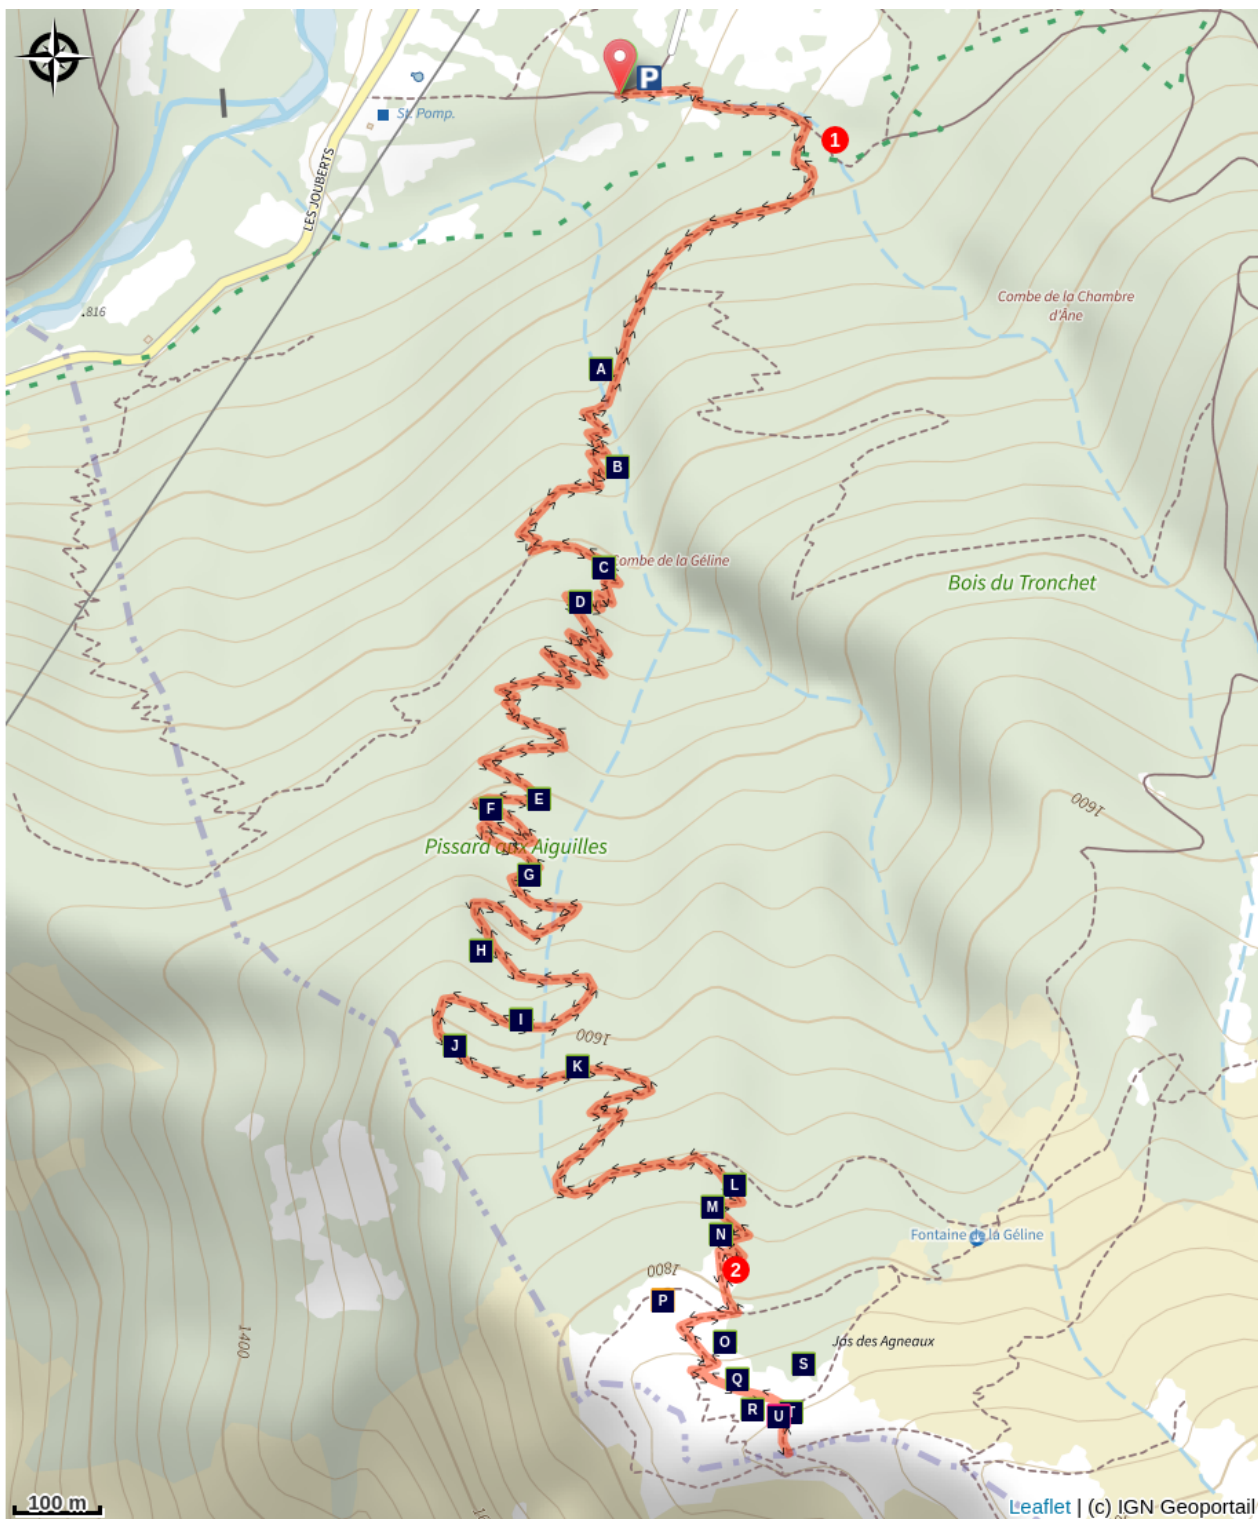 P
St. Pomp.
1
LES JOUBERTS
Combe de la Chambre
d'Âne
.816
A
B
Combe de la Géline
C
Bois du Tronchet
D
1600
E
F
Pissard aux Aiguilles
G
H
I
1600
J
K
L
M
N
Fontaine de la Géline
2
1800
P
1400
O
Jas des Agneaux
S
Q
R
U
T
100 m
Leaflet | (c) IGN Geoportail